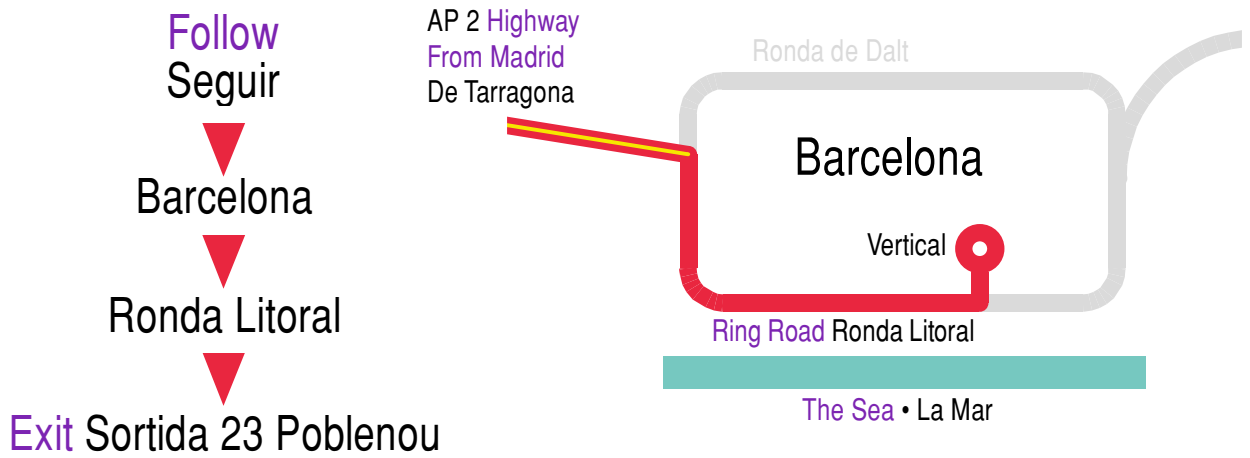 Follow
Seguir
Barcelona
Ronda Litoral
Exit Sortida 23 Poblenou
AP 2 Highway
From Madrid
De Tarragona
Ronda de Dalt
Barcelona
Vertical
Ring Road Ronda Litoral
The Sea • La Mar